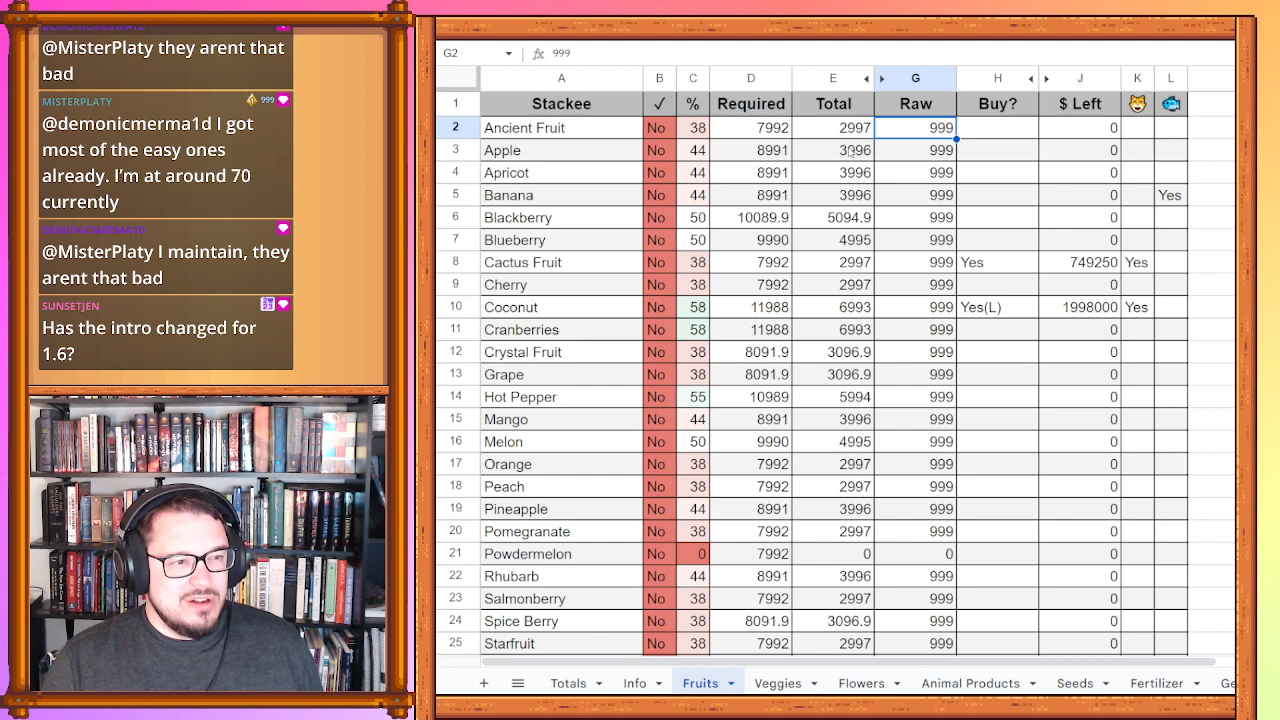 @MisterPlaty they arent that
bad
MISTERPLATY 999
@demonicmerma1d I got
most of the easy ones
already. I'm at around 70
currently
DEMONICMERMA1D
@MisterPlaty I maintain, they
arent that bad
SUNSETJEN
Has the intro changed for
1.6?
G2 fx 999
A B C D E G H J K L
1 Stackee ✓ % Required Total Raw Buy? $ Left
2 Ancient Fruit No 38 7992 2997 999 0
3 Apple No 44 8991 3996 999 0
4 Apricot No 44 8991 3996 999 0
5 Banana No 44 8991 3996 999 0 Yes
6 Blackberry No 50 10089.9 5094.9 999 0
7 Blueberry No 50 9990 4995 999 0
8 Cactus Fruit No 38 7992 2997 999 Yes 749250 Yes
9 Cherry No 38 7992 2997 999 0
10 Coconut No 58 11988 6993 999 Yes(L) 1998000 Yes
11 Cranberries No 58 11988 6993 999 0
12 Crystal Fruit No 38 8091.9 3096.9 999 0
13 Grape No 38 8091.9 3096.9 999 0
14 Hot Pepper No 55 10989 5994 999 0
15 Mango No 44 8991 3996 999 0
16 Melon No 50 9990 4995 999 0
17 Orange No 38 7992 2997 999 0
18 Peach No 38 7992 2997 999 0
19 Pineapple No 44 8991 3996 999 0
20 Pomegranate No 38 7992 2997 999 0
21 Powdermelon No 0 7992 0 0 0
22 Rhubarb No 44 8991 3996 999 0
23 Salmonberry No 38 7992 2997 999 0
24 Spice Berry No 38 8091.9 3096.9 999 0
25 Starfruit No 38 7992 2997 999 0
+ Totals Info Fruits Veggies Flowers Animal Products Seeds Fertilizer Ge